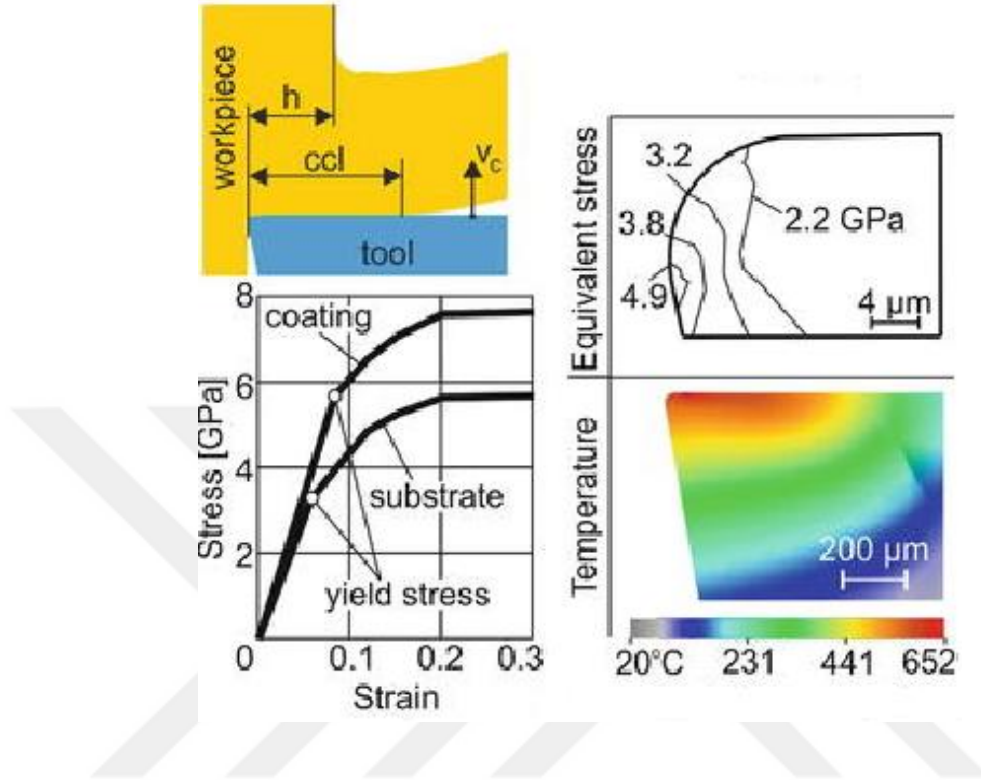 workpiece
h
ccl
v_c
tool
Stress [GPa]
8
6
4
2
0
0.1
0.2
0.3
Strain
coating
substrate
yield stress
Equivalent stress
3.2
3.8
4.9
2.2 GPa
4 µm
Temperature
200 µm
20°C
231
441
652